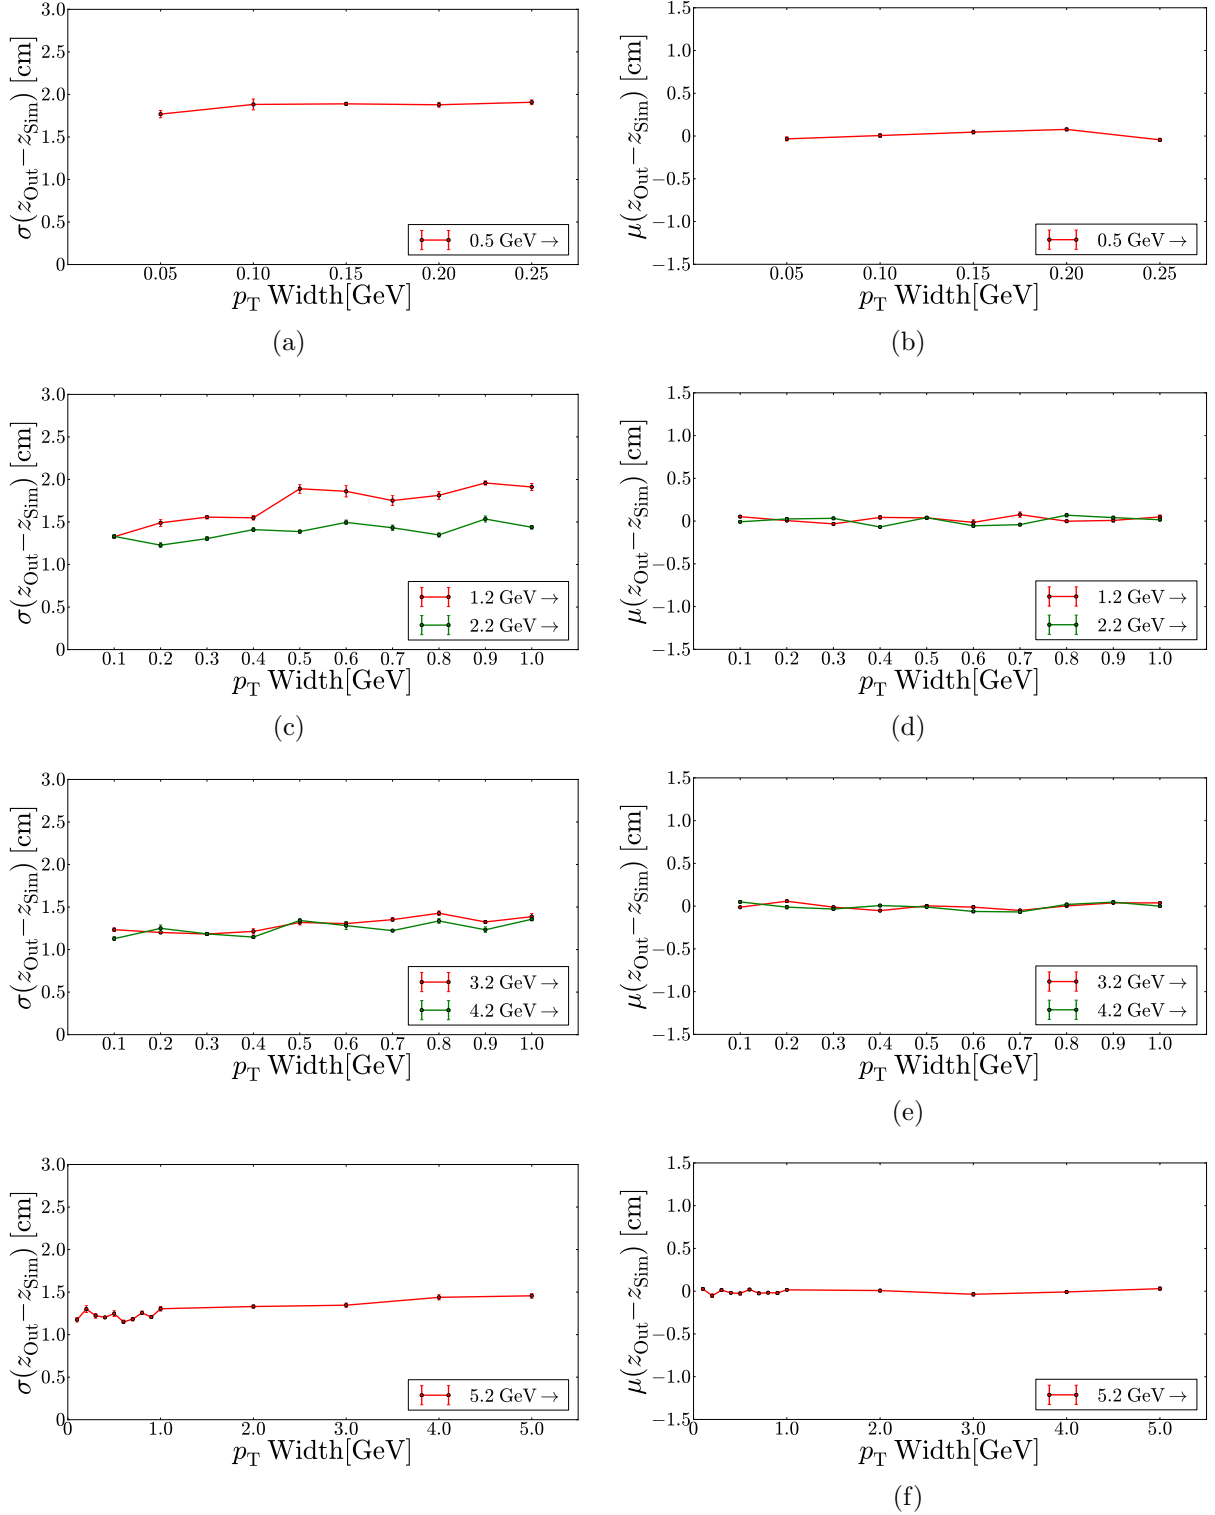 3.0
2.5
2.0
1.5
1.0
0.5
0
σ(z_Out − z_Sim) [cm]
0.5 GeV →
0.05 0.10 0.15 0.20 0.25
p_T Width[GeV]
(a)
1.5
1.0
0.5
0
−0.5
−1.0
−1.5
μ(z_Out − z_Sim) [cm]
0.5 GeV →
0.05 0.10 0.15 0.20 0.25
p_T Width[GeV]
(b)
3.0
2.5
2.0
1.5
1.0
0.5
0
σ(z_Out − z_Sim) [cm]
1.2 GeV →
2.2 GeV →
0.1 0.2 0.3 0.4 0.5 0.6 0.7 0.8 0.9 1.0
p_T Width[GeV]
(c)
1.5
1.0
0.5
0
−0.5
−1.0
−1.5
μ(z_Out − z_Sim) [cm]
1.2 GeV →
2.2 GeV →
0.1 0.2 0.3 0.4 0.5 0.6 0.7 0.8 0.9 1.0
p_T Width[GeV]
(d)
3.0
2.5
2.0
1.5
1.0
0.5
0
σ(z_Out − z_Sim) [cm]
3.2 GeV →
4.2 GeV →
0.1 0.2 0.3 0.4 0.5 0.6 0.7 0.8 0.9 1.0
p_T Width[GeV]
1.5
1.0
0.5
0
−0.5
−1.0
−1.5
μ(z_Out − z_Sim) [cm]
3.2 GeV →
4.2 GeV →
0.1 0.2 0.3 0.4 0.5 0.6 0.7 0.8 0.9 1.0
p_T Width[GeV]
(e)
3.0
2.5
2.0
1.5
1.0
0.5
0
σ(z_Out − z_Sim) [cm]
5.2 GeV →
0 1.0 2.0 3.0 4.0 5.0
p_T Width[GeV]
1.5
1.0
0.5
0
−0.5
−1.0
−1.5
μ(z_Out − z_Sim) [cm]
5.2 GeV →
0 1.0 2.0 3.0 4.0 5.0
p_T Width[GeV]
(f)